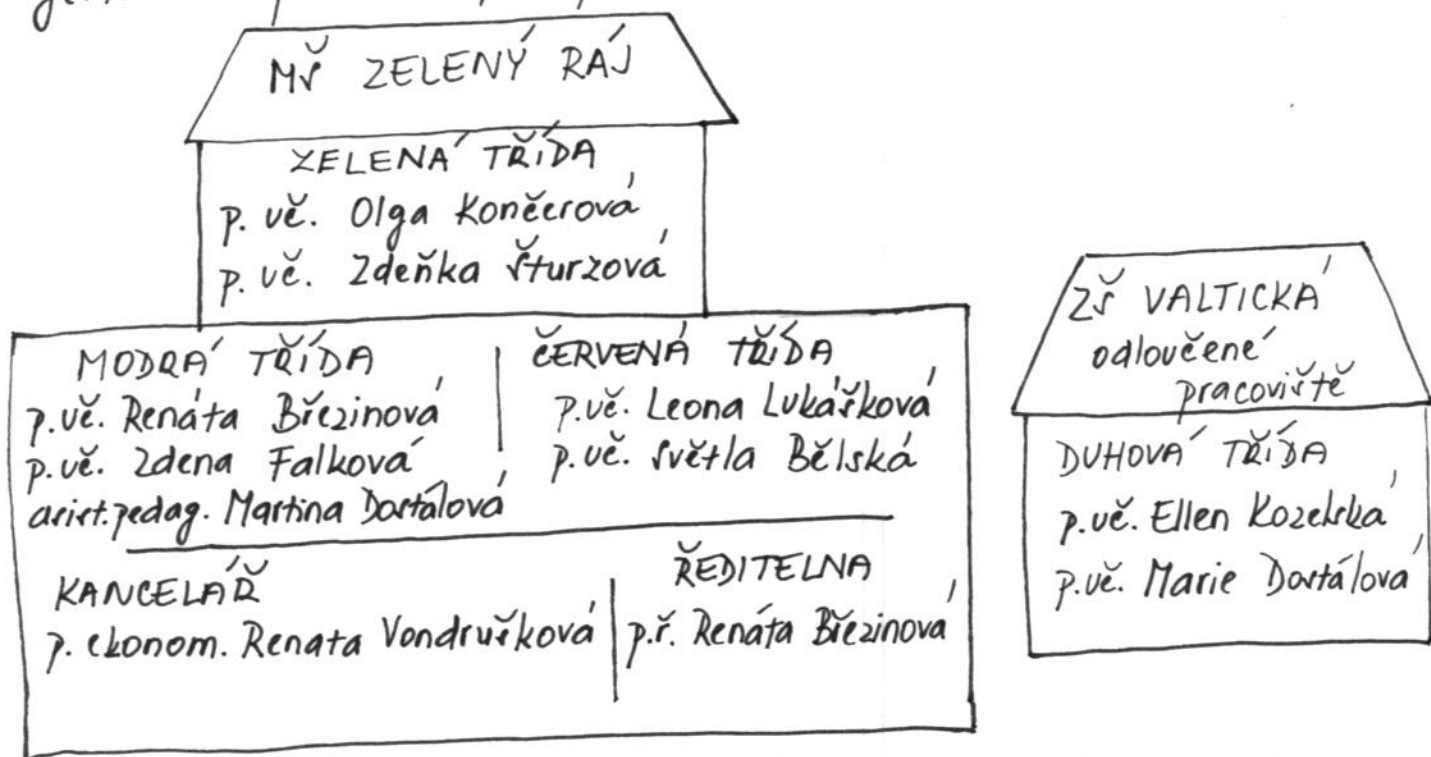 MŠ ZELENÝ RÁJ
ZELENÁ TŘÍDA
p. uč. Olga Končerová
p. uč. Zdeňka Šturzová
MODRÁ TŘÍDA
p. uč. Renáta Březinová
p. uč. Zdena Falková
asist. pedag. Martina Dostálová
ČERVENÁ TŘÍDA
p. uč. Leona Lukášková
p. uč. Světla Bělská
KANCELÁŘ
p. ekonom. Renata Vondrušková
ŘEDITELNA
p. ř. Renáta Březinová
ZŠ VALTICKÁ
odloučené
pracoviště
DUHOVÁ TŘÍDA
p. uč. Ellen Kozelská
p. uč. Marie Dostálová